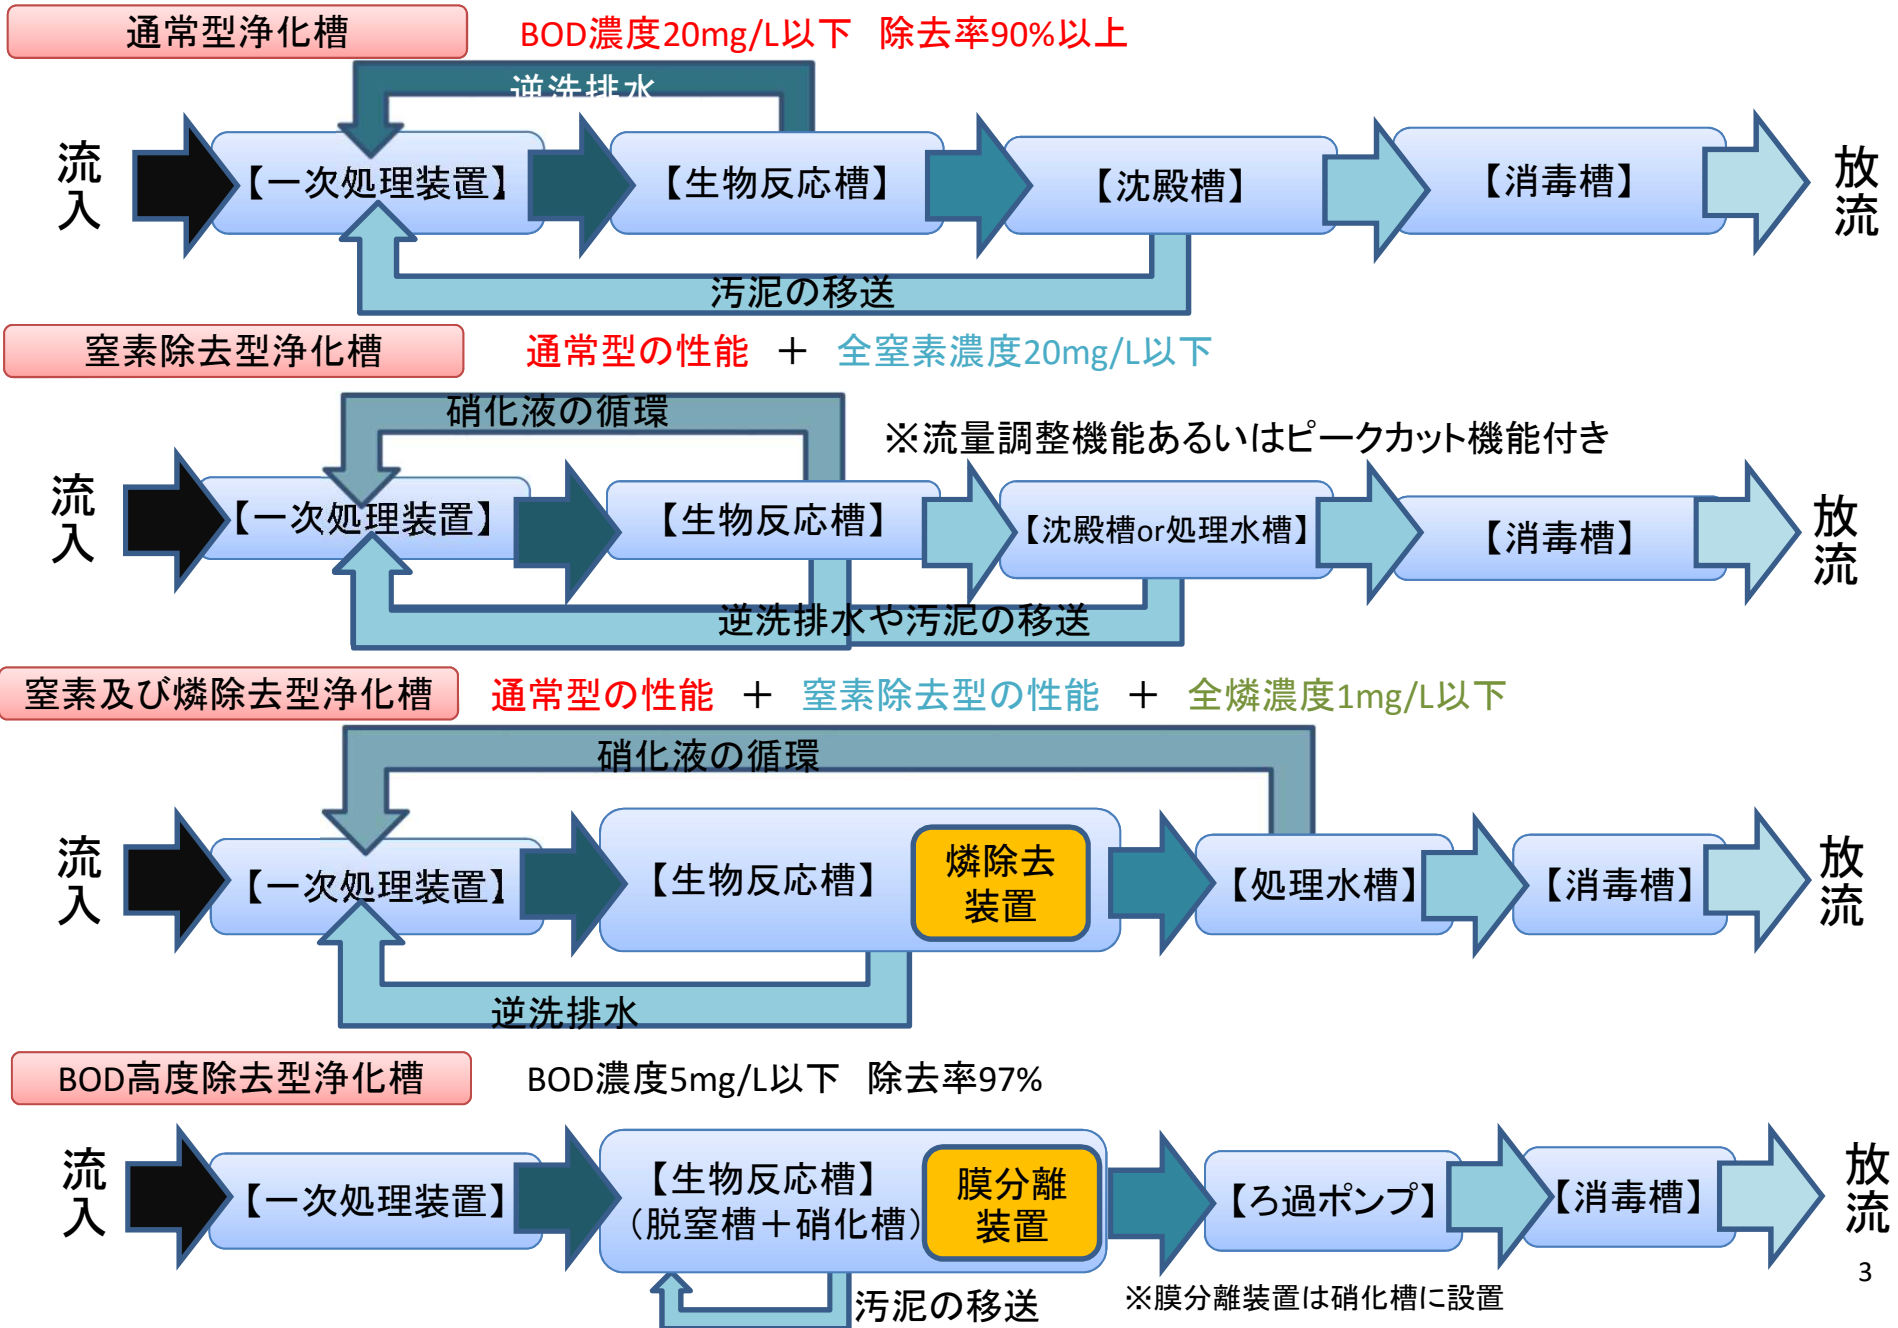 通常型浄化槽
BOD濃度20mg/L以下 除去率90%以上
逆洗排水
流入
【一次処理装置】
【生物反応槽】
【沈殿槽】
【消毒槽】
放流
汚泥の移送
窒素除去型浄化槽
通常型の性能 ＋ 全窒素濃度20mg/L以下
硝化液の循環
※流量調整機能あるいはピークカット機能付き
流入
【一次処理装置】
【生物反応槽】
【沈殿槽or処理水槽】
【消毒槽】
放流
逆洗排水や汚泥の移送
窒素及び燐除去型浄化槽
通常型の性能 ＋ 窒素除去型の性能 ＋ 全燐濃度1mg/L以下
硝化液の循環
流入
【一次処理装置】
【生物反応槽】
燐除去
装置
【処理水槽】
【消毒槽】
放流
逆洗排水
BOD高度除去型浄化槽
BOD濃度5mg/L以下 除去率97%
流入
【一次処理装置】
【生物反応槽】
（脱窒槽＋硝化槽）
膜分離
装置
【ろ過ポンプ】
【消毒槽】
放流
汚泥の移送
※膜分離装置は硝化槽に設置
3